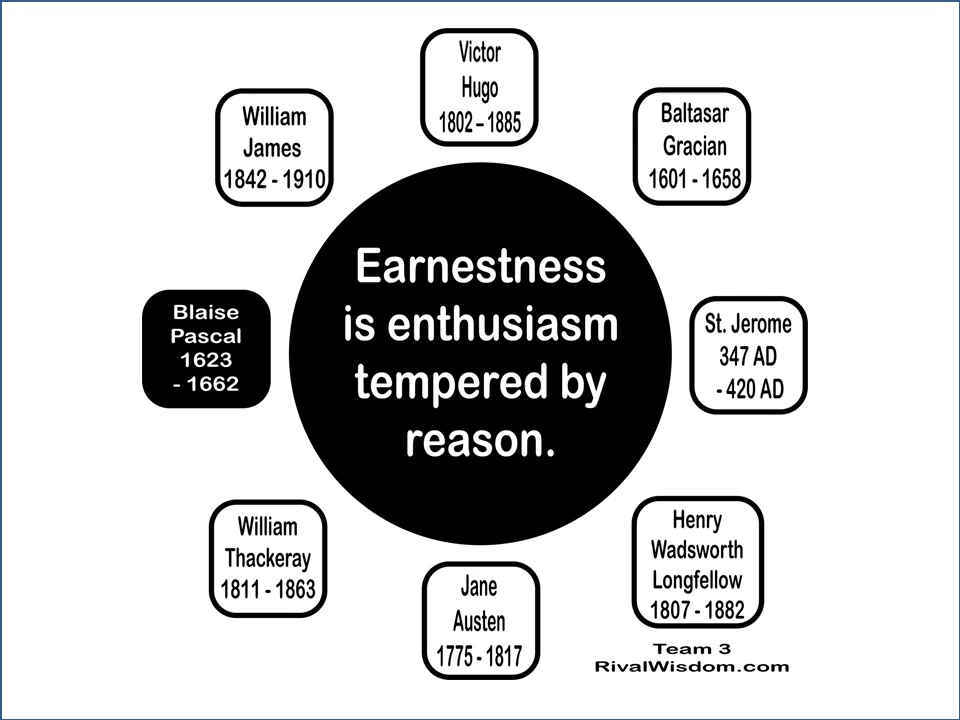 Victor
Hugo
1802 – 1885
William
James
1842 - 1910
Baltasar
Gracian
1601 - 1658
Earnestness
is enthusiasm
tempered by
reason.
Blaise
Pascal
1623
- 1662
St. Jerome
347 AD
- 420 AD
William
Thackeray
1811 - 1863
Jane
Austen
1775 - 1817
Henry
Wadsworth
Longfellow
1807 - 1882
Team 3
RivalWisdom.com